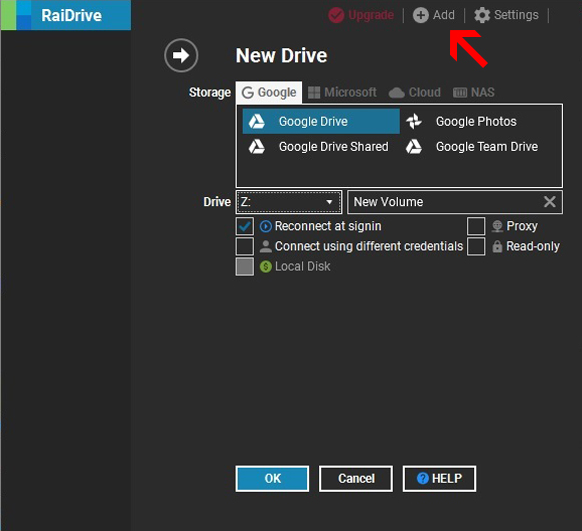 RaiDrive Upgrade | Add | Settings |
New Drive
Storage Google Microsoft Cloud NAS
Google Drive Google Photos
Google Drive Shared Google Team Drive
Drive Z: New Volume
Reconnect at signin Proxy
Connect using different credentials Read-only
Local Disk
OK Cancel ? HELP